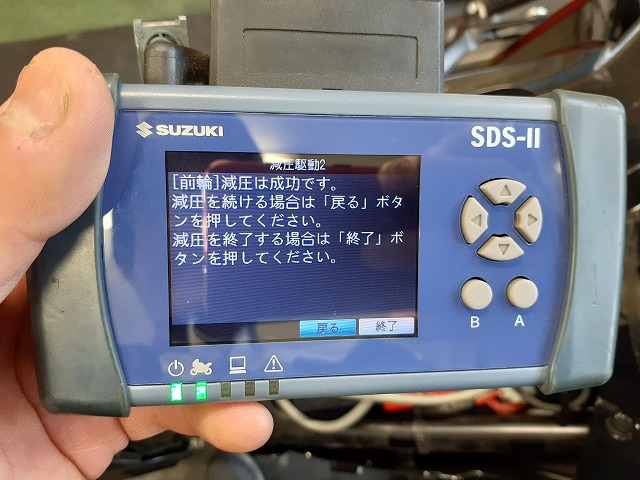 SUZUKI
SDS-II
減圧駆動2
[前輪]減圧は成功です。
減圧を続ける場合は「戻る」ボタ
ンを押してください。
減圧を終了する場合は「終了」ボ
タンを押してください。
戻る
終了
B
A